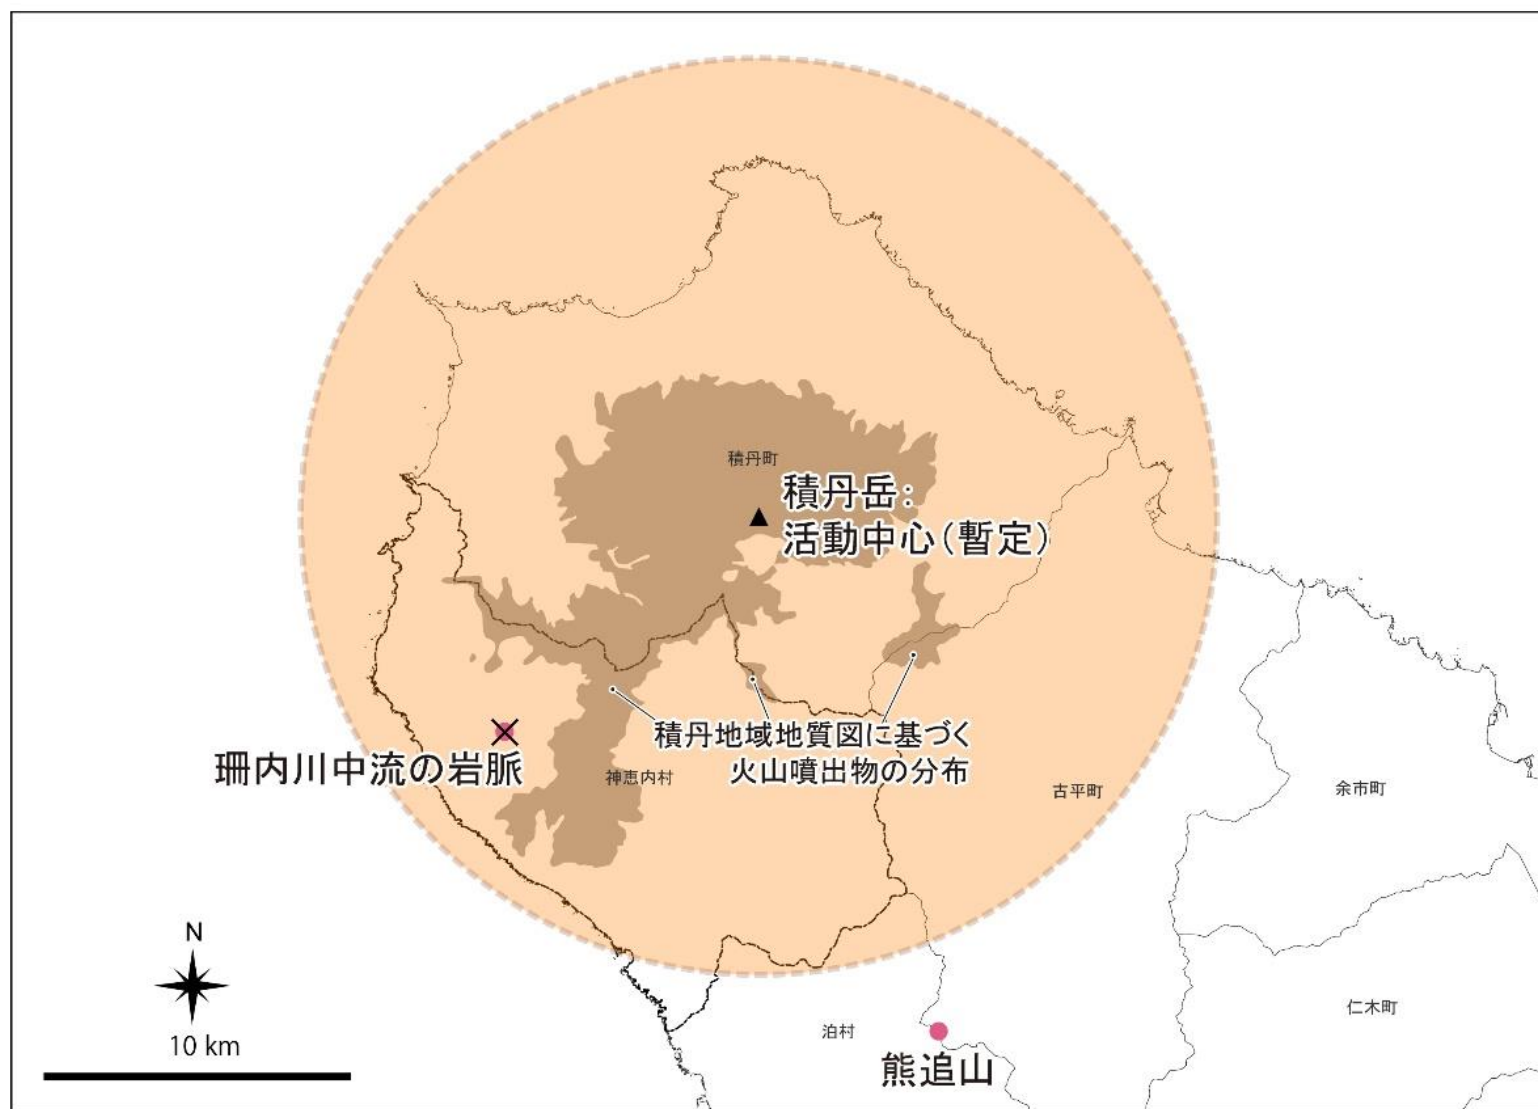 積丹町
積丹岳：
活動中心（暫定）
積丹地域地質図に基づく
火山噴出物の分布
珊内川中流の岩脈
神恵内村
古平町
余市町
N
10 km
泊村
熊追山
仁木町